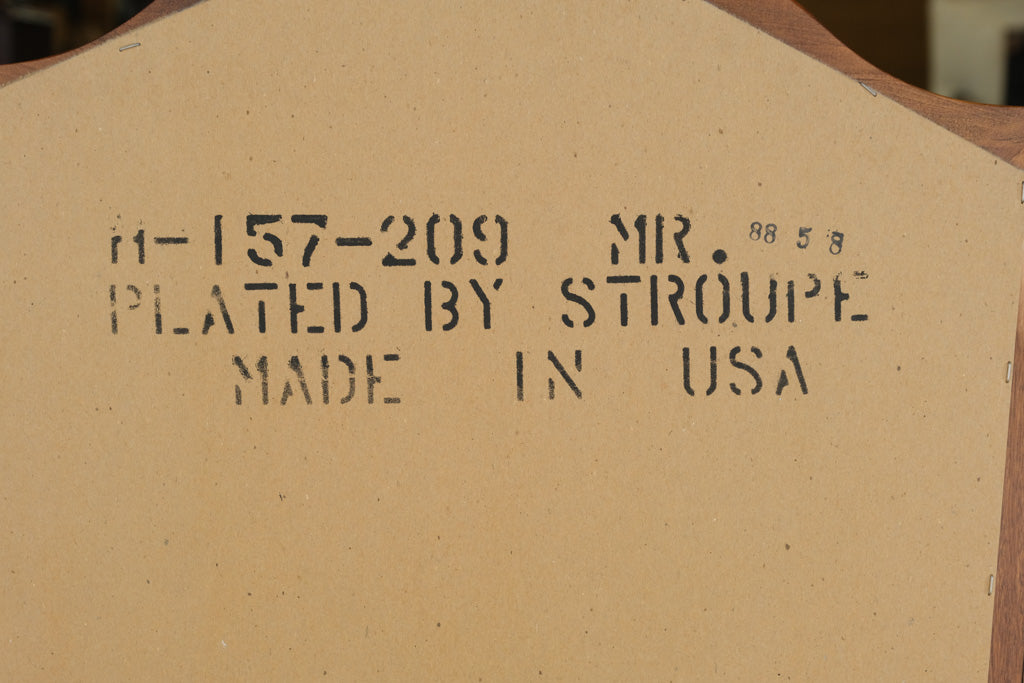 M-157-209 MR. 88 5 8
PLATED BY STROUPE
MADE IN USA